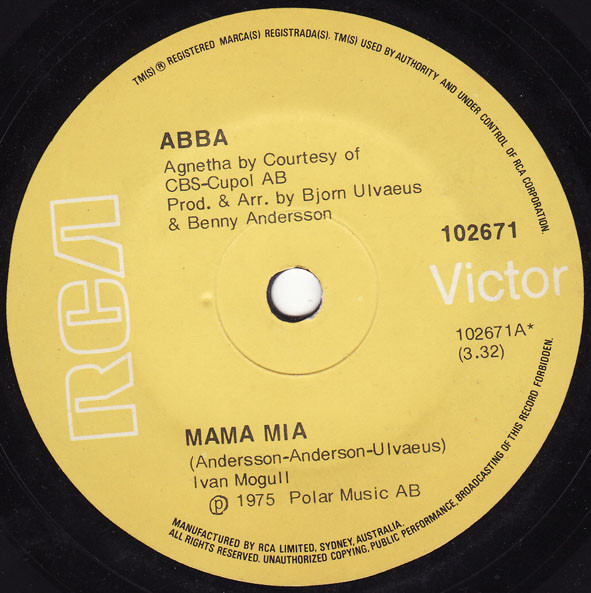 TM(S) ® REGISTERED MARCA(S) REGISTRADA(S). TM(S) USED BY AUTHORITY AND UNDER CONTROL OF RCA CORPORATION.
ABBA
Agnetha by Courtesy of
CBS-Cupol AB
Prod. & Arr. by Bjorn Ulvaeus
& Benny Andersson
RCA
102671
Victor
102671A*
(3.32)
MAMA MIA
(Andersson-Anderson-Ulvaeus)
Ivan Mogull
℗ 1975 Polar Music AB
MANUFACTURED BY RCA LIMITED, SYDNEY, AUSTRALIA.
ALL RIGHTS RESERVED. UNAUTHORIZED COPYING, PUBLIC PERFORMANCE, BROADCASTING OF THIS RECORD FORBIDDEN.